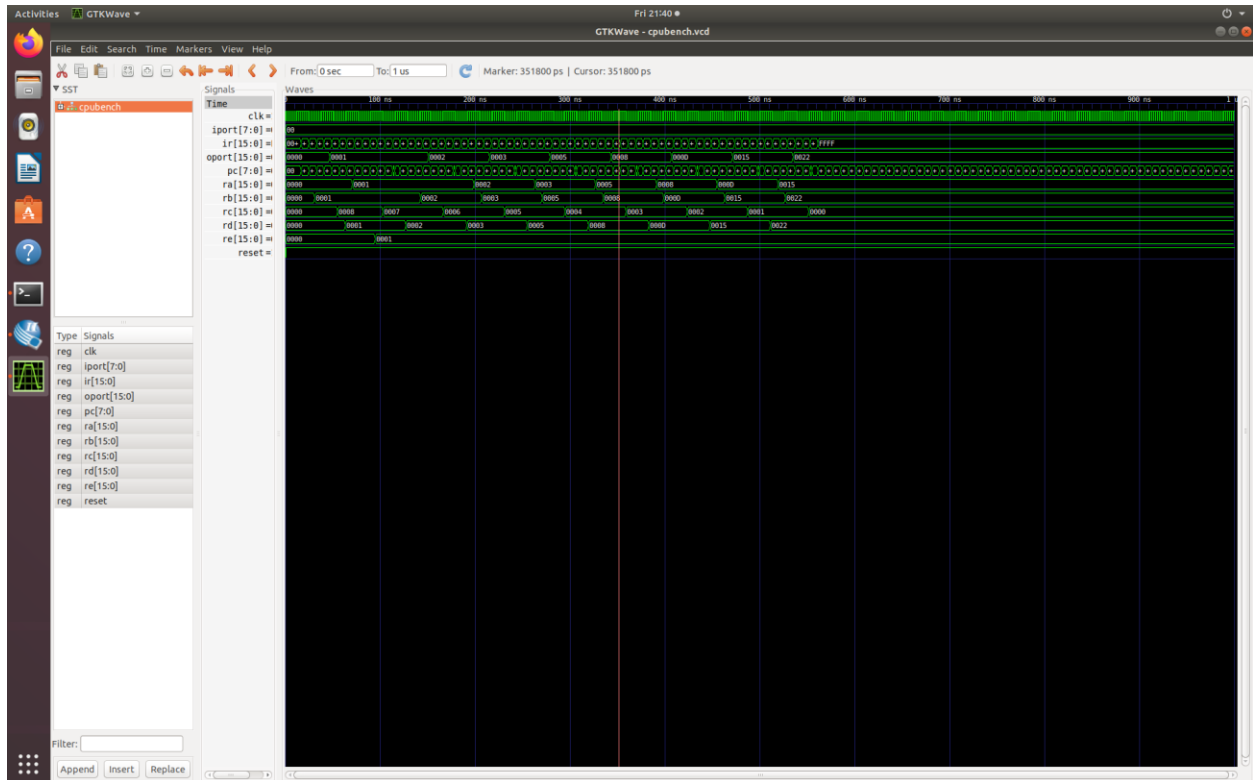 Activities GTKWave Fri 21:40
GTKWave - cpubench.vcd
File Edit Search Time Markers View Help
From: 0 sec To: 1 us Marker: 351800 ps | Cursor: 351800 ps
SST
cpubench
Type Signals
reg clk
reg iport[7:0]
reg ir[15:0]
reg oport[15:0]
reg pc[7:0]
reg ra[15:0]
reg rb[15:0]
reg rc[15:0]
reg rd[15:0]
reg re[15:0]
reg reset
Filter:
Append Insert Replace
Signals
Time
clk=
iport[7:0] =
ir[15:0] =
oport[15:0] =
pc[7:0] =
ra[15:0] =
rb[15:0] =
rc[15:0] =
rd[15:0] =
re[15:0] =
reset =
Waves
100 ns 200 ns 300 ns 400 ns 500 ns 600 ns 700 ns 800 ns 900 ns
00
00+ FFFF
0000 0001 0002 0003 0005 0008 000D 0015 0022
00
0000 0001 0002 0003 0005 0008 000D 0015
0000 0001 0002 0003 0005 0008 000D 0015 0022
0000 0008 0007 0006 0005 0004 0003 0002 0001 0000
0000 0001 0002 0003 0005 0008 000D 0015 0022
0000 0001